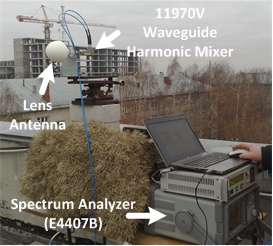 11970V
Waveguide
Harmonic Mixer
Lens
Antenna
Spectrum Analyzer
(E4407B)